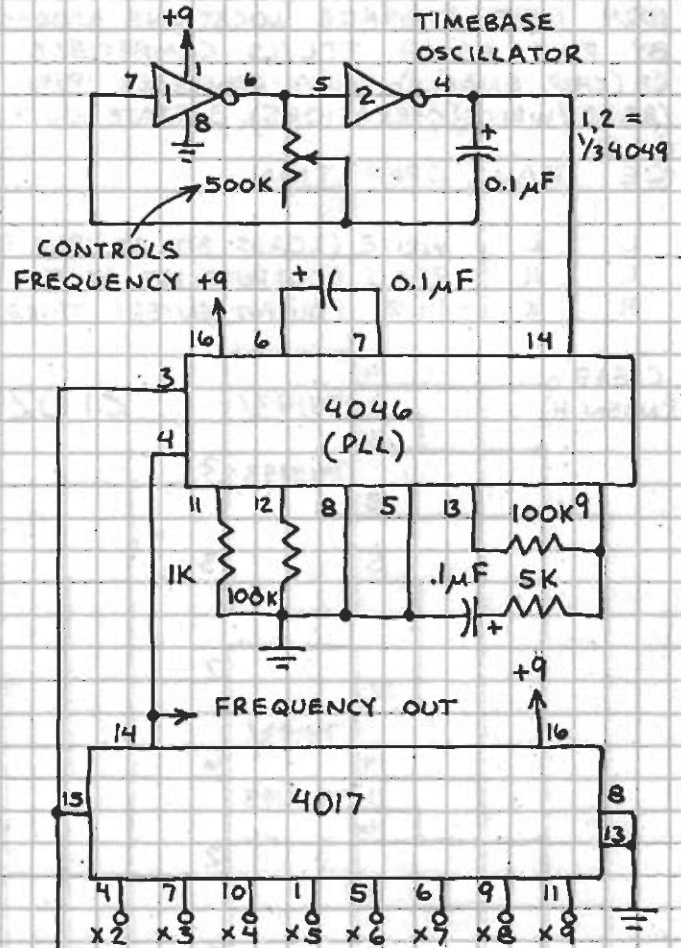 +9
TIMEBASE
OSCILLATOR
7 1 1 6 5 2 4
8
1,2 =
1/3 4049
500K
0.1µF
CONTROLS
FREQUENCY +9
+ 0.1µF
+
16 6 7 14
3
4046
(PLL)
4
11 12 8 5 13 9
100K
1K
100K
.1µF
5K
+
+9
FREQUENCY OUT
14 16
15
4017
8
13
4 7 10 1 5 6 9 11
x2 x3 x4 x5 x6 x7 x8 x9